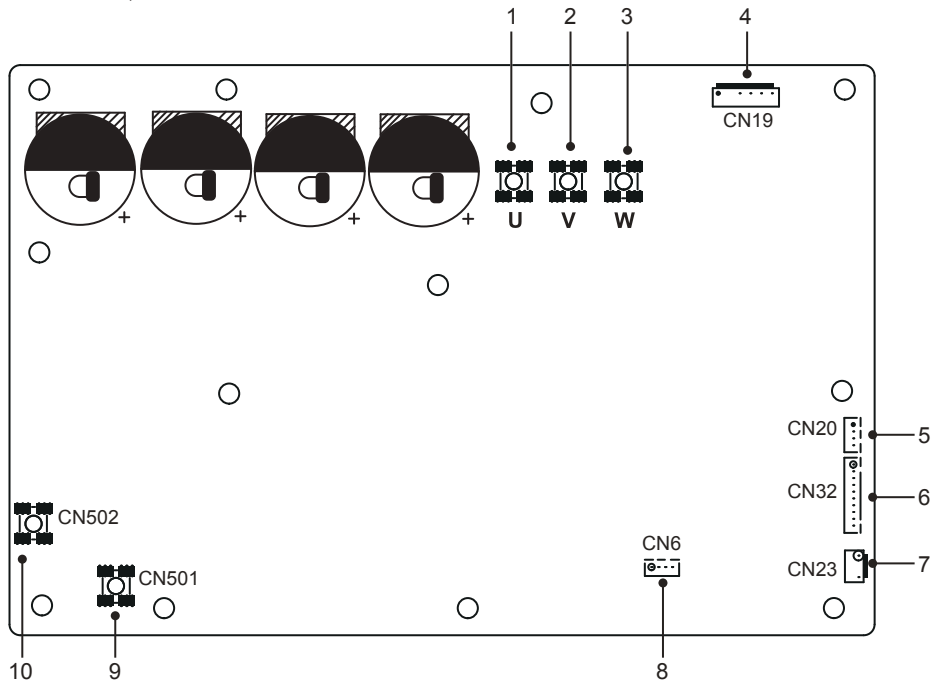 1 2 3 4
CN19
+ + + +
U V W
CN20 5
CN32 6
CN502
CN6
CN501
CN23 7
10 9 8